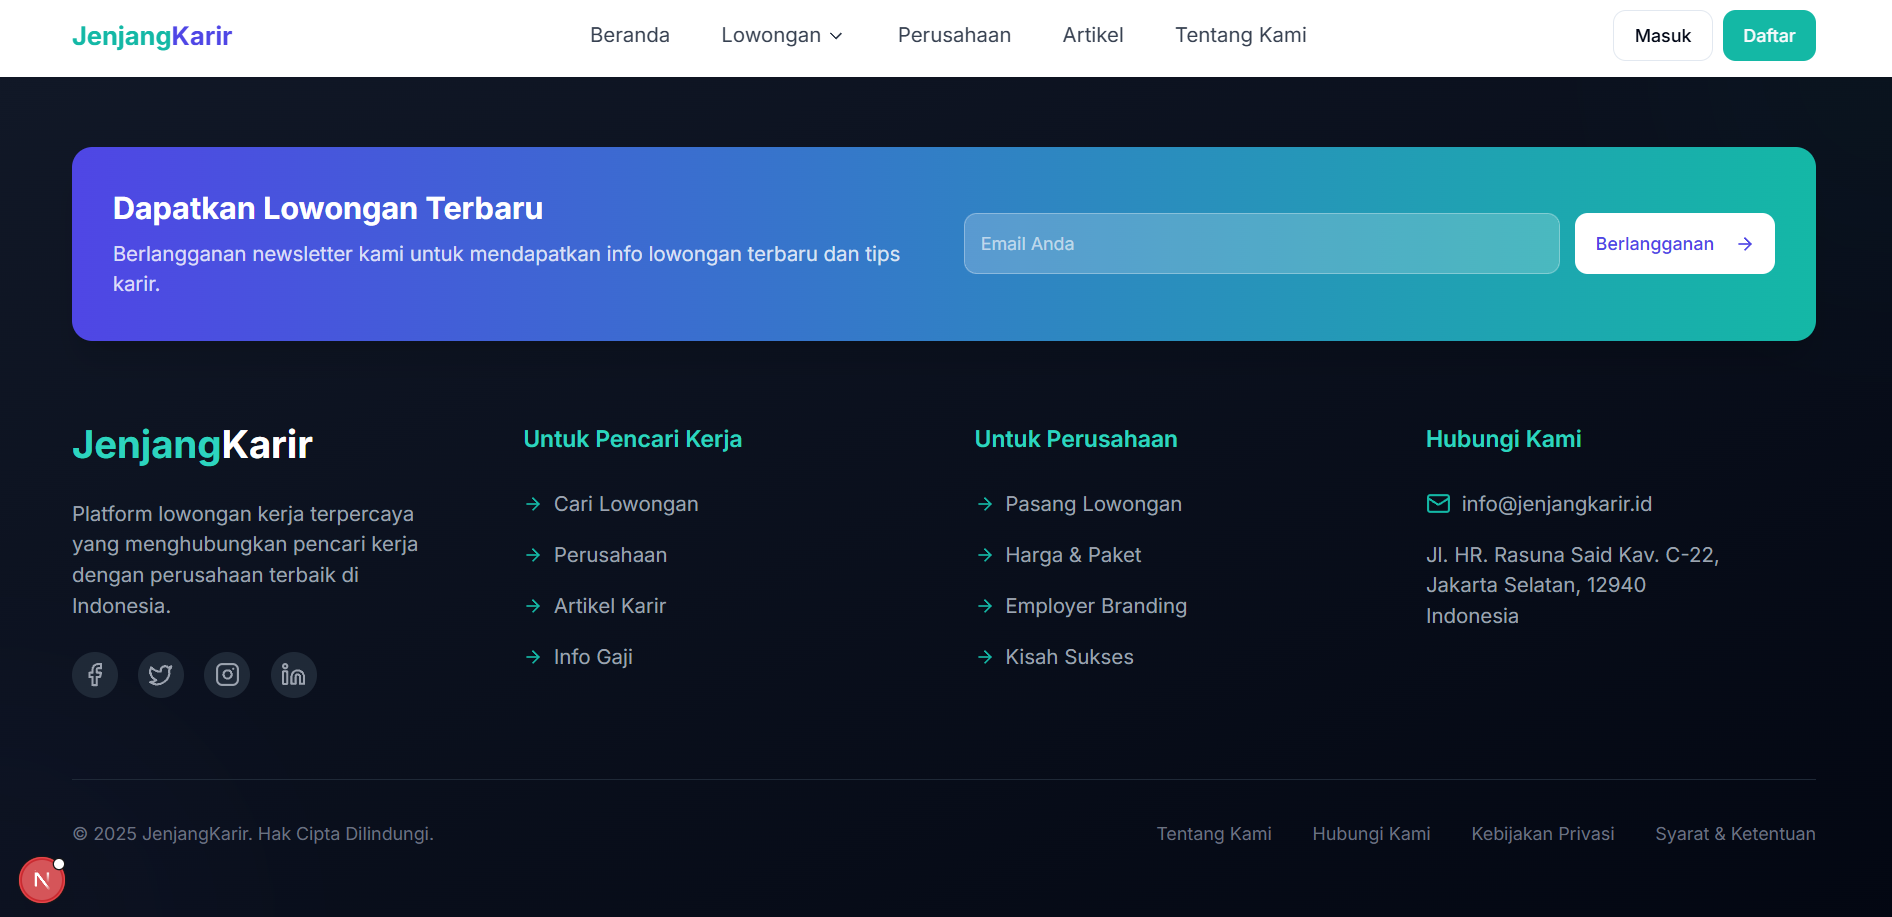 JenjangKarir
Beranda
Lowongan
Perusahaan
Artikel
Tentang Kami
Masuk
Daftar
Dapatkan Lowongan Terbaru
Berlangganan newsletter kami untuk mendapatkan info lowongan terbaru dan tips
karir.
Email Anda
Berlangganan
JenjangKarir
Platform lowongan kerja terpercaya
yang menghubungkan pencari kerja
dengan perusahaan terbaik di
Indonesia.
Untuk Pencari Kerja
Cari Lowongan
Perusahaan
Artikel Karir
Info Gaji
Untuk Perusahaan
Pasang Lowongan
Harga & Paket
Employer Branding
Kisah Sukses
Hubungi Kami
info@jenjangkarir.id
Jl. HR. Rasuna Said Kav. C-22,
Jakarta Selatan, 12940
Indonesia
© 2025 JenjangKarir. Hak Cipta Dilindungi.
Tentang Kami
Hubungi Kami
Kebijakan Privasi
Syarat & Ketentuan
N